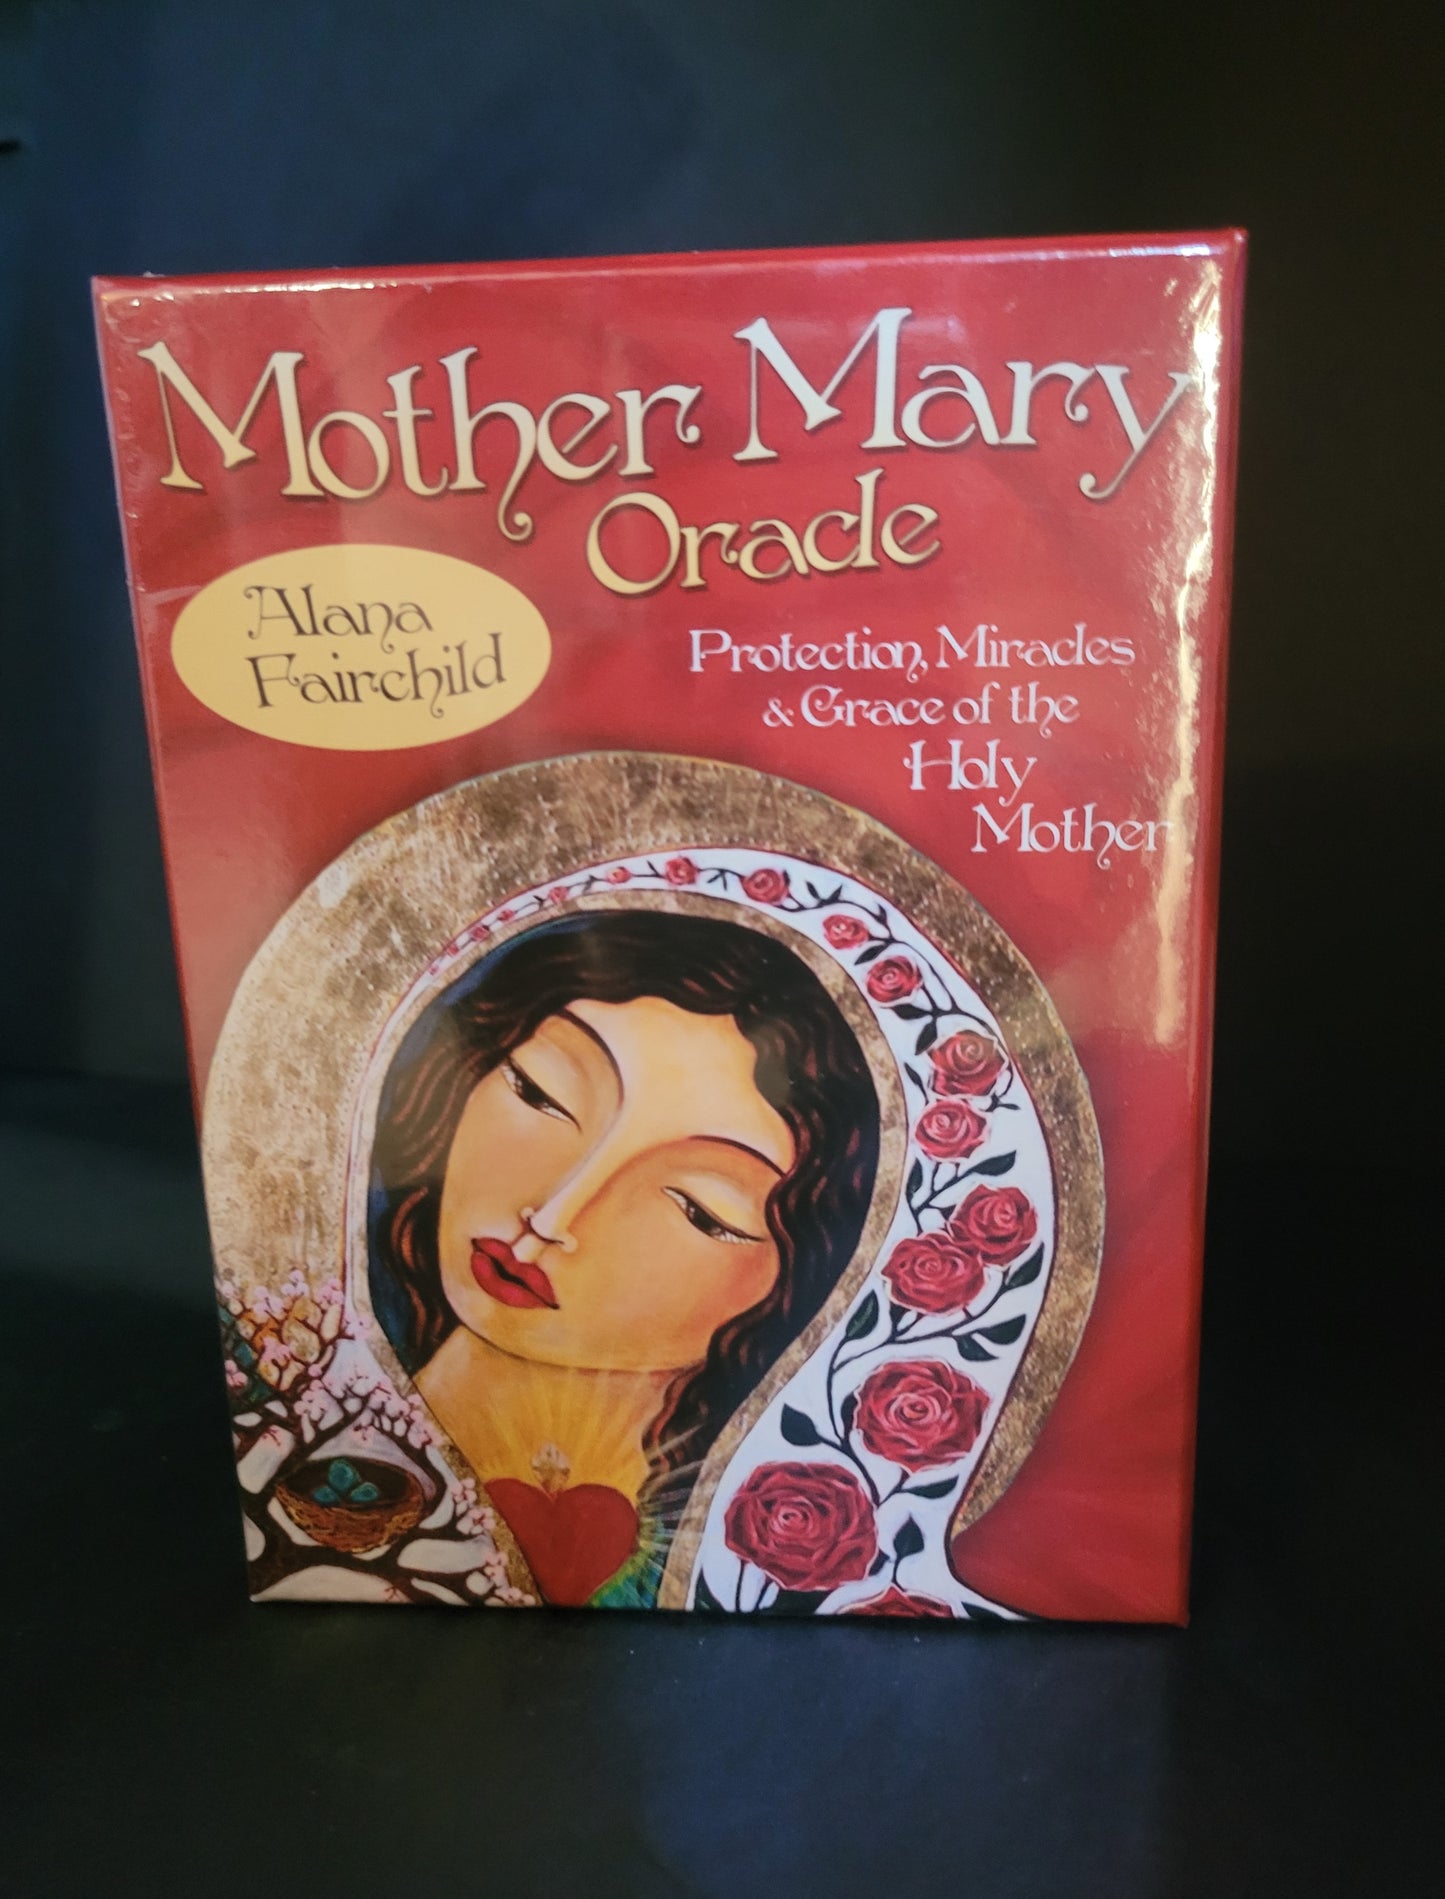 Mother Mary
Oracle
Alana
Fairchild
Protection, Miracles
& Grace of the
Holy
Mother